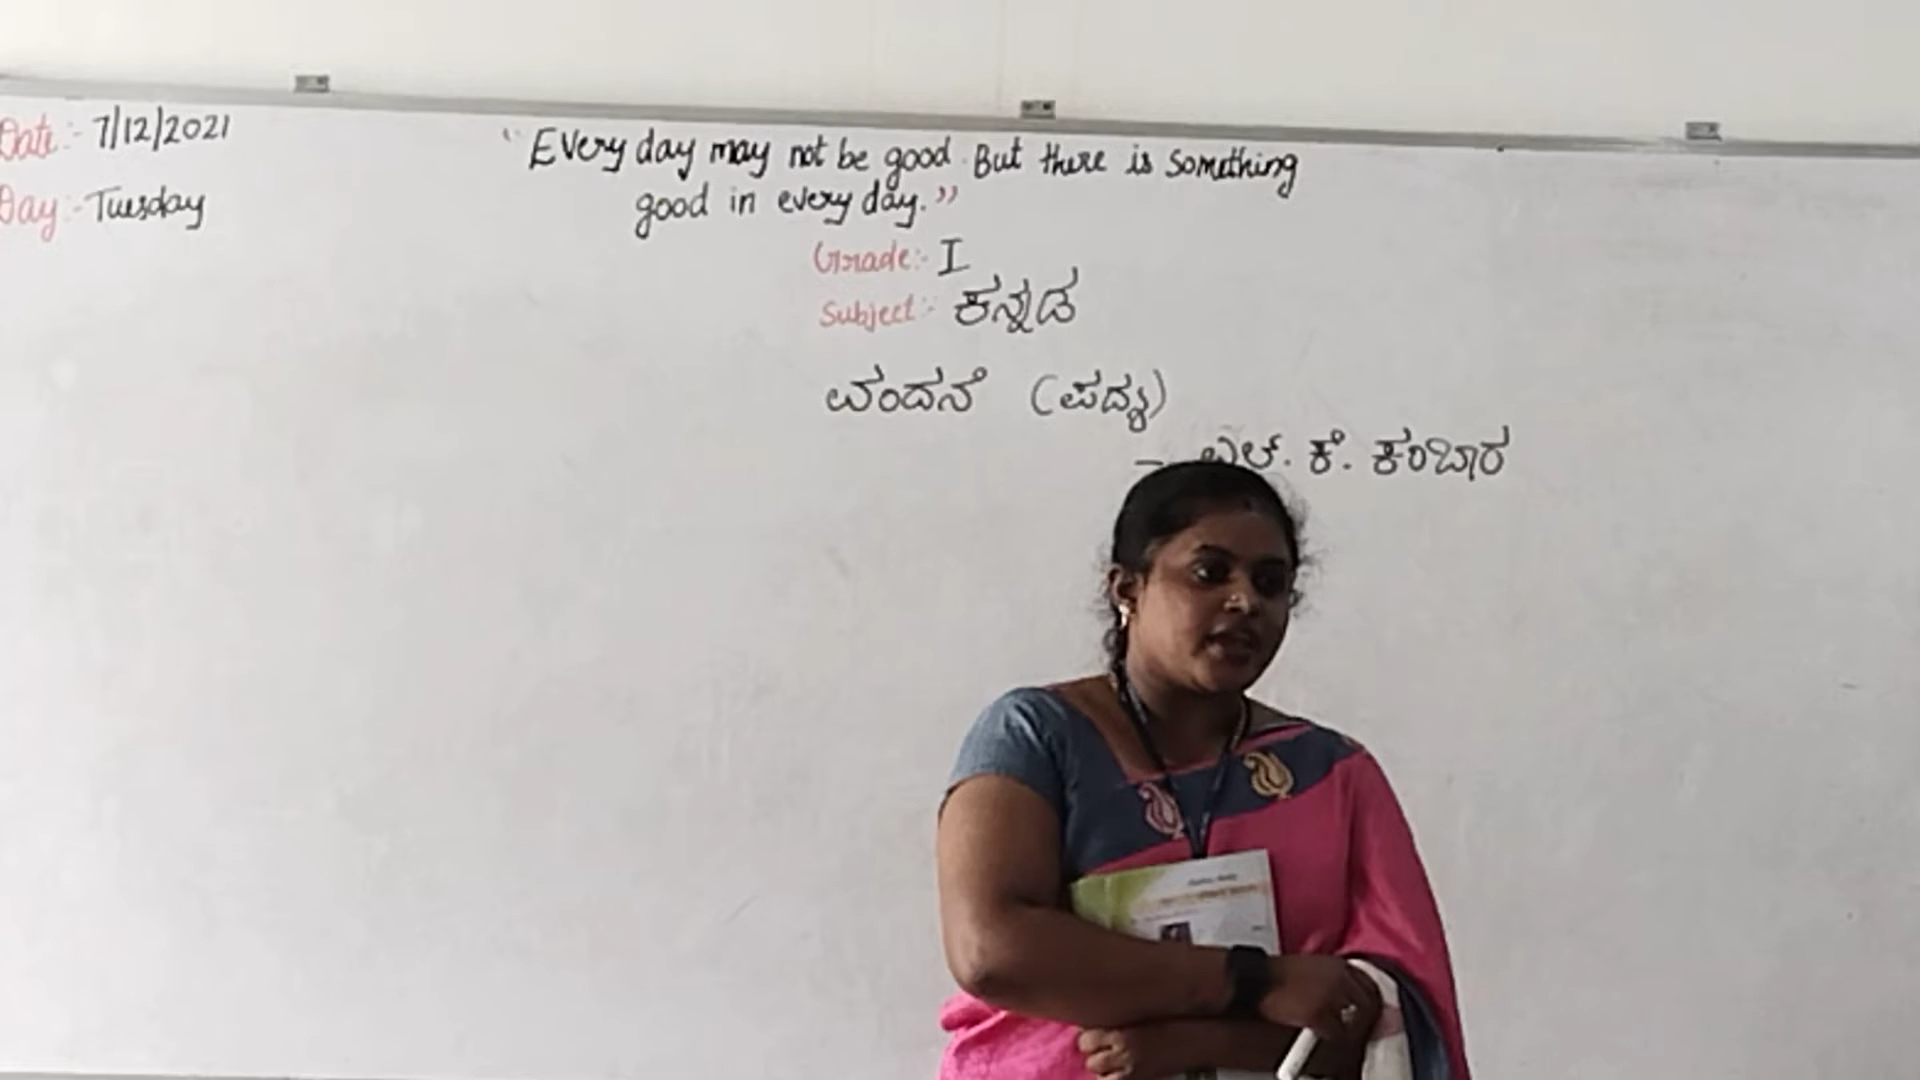 Date:- 7/12/2021
Day:- Tuesday
"Every day may not be good. But there is something
good in every day."
Grade:- I
Subject:- ಕನ್ನಡ
ವಂದನೆ (ಪದ್ಯ)
- ಎಲ್. ಕೆ. ಕಂಬಾರ